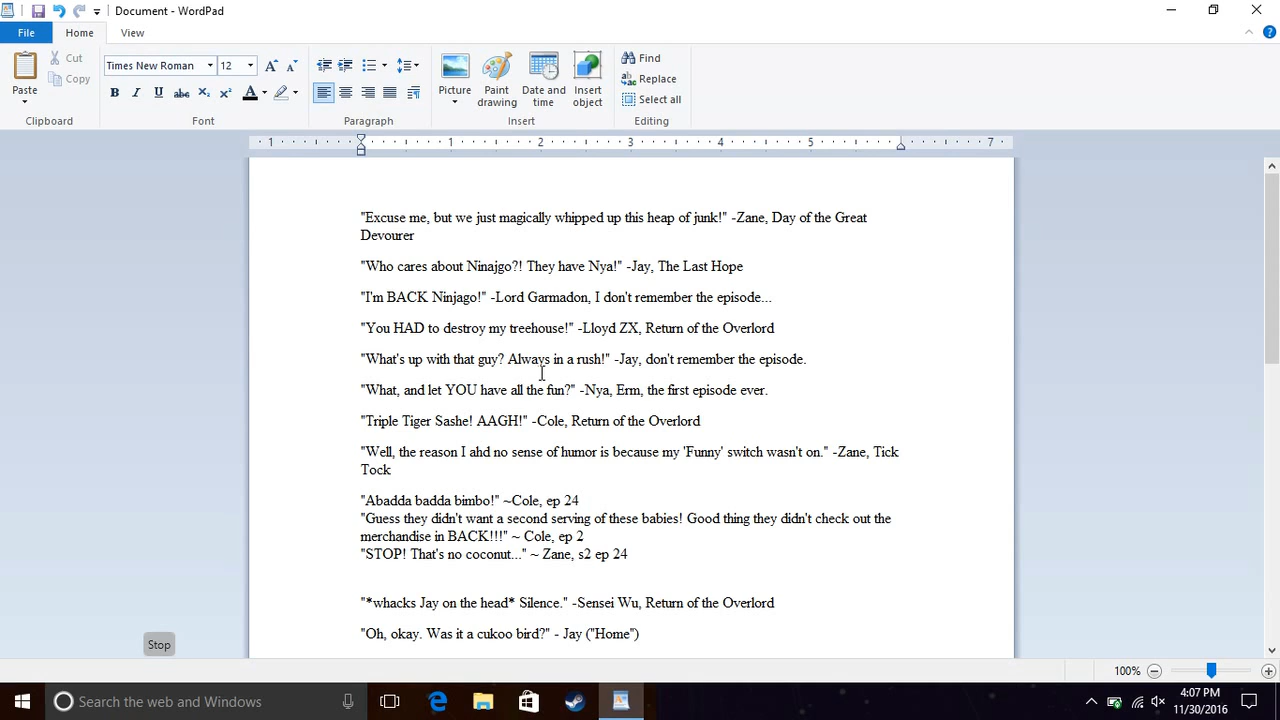 Document - WordPad
File Home View
Paste
Cut
Copy
Clipboard
Times New Roman 12
Font
Paragraph
Picture
Paint drawing
Date and time
Insert object
Insert
Find
Replace
Select all
Editing
1 1 2 3 4 5 7
"Excuse me, but we just magically whipped up this heap of junk!" -Zane, Day of the Great
Devourer
"Who cares about Ninajgo?! They have Nya!" -Jay, The Last Hope
"I'm BACK Ninjago!" -Lord Garmadon, I don't remember the episode...
"You HAD to destroy my treehouse!" -Lloyd ZX, Return of the Overlord
"What's up with that guy? Always in a rush!" -Jay, don't remember the episode.
"What, and let YOU have all the fun?" -Nya, Erm, the first episode ever.
"Triple Tiger Sashe! AAGH!" -Cole, Return of the Overlord
"Well, the reason I ahd no sense of humor is because my 'Funny' switch wasn't on." -Zane, Tick
Tock
"Abadda badda bimbo!" ~Cole, ep 24
"Guess they didn't want a second serving of these babies! Good thing they didn't check out the
merchandise in BACK!!!" ~ Cole, ep 2
"STOP! That's no coconut..." ~ Zane, s2 ep 24
"*whacks Jay on the head* Silence." -Sensei Wu, Return of the Overlord
"Oh, okay. Was it a cukoo bird?" - Jay ("Home")
Stop
100%
Search the web and Windows
4:07 PM
11/30/2016